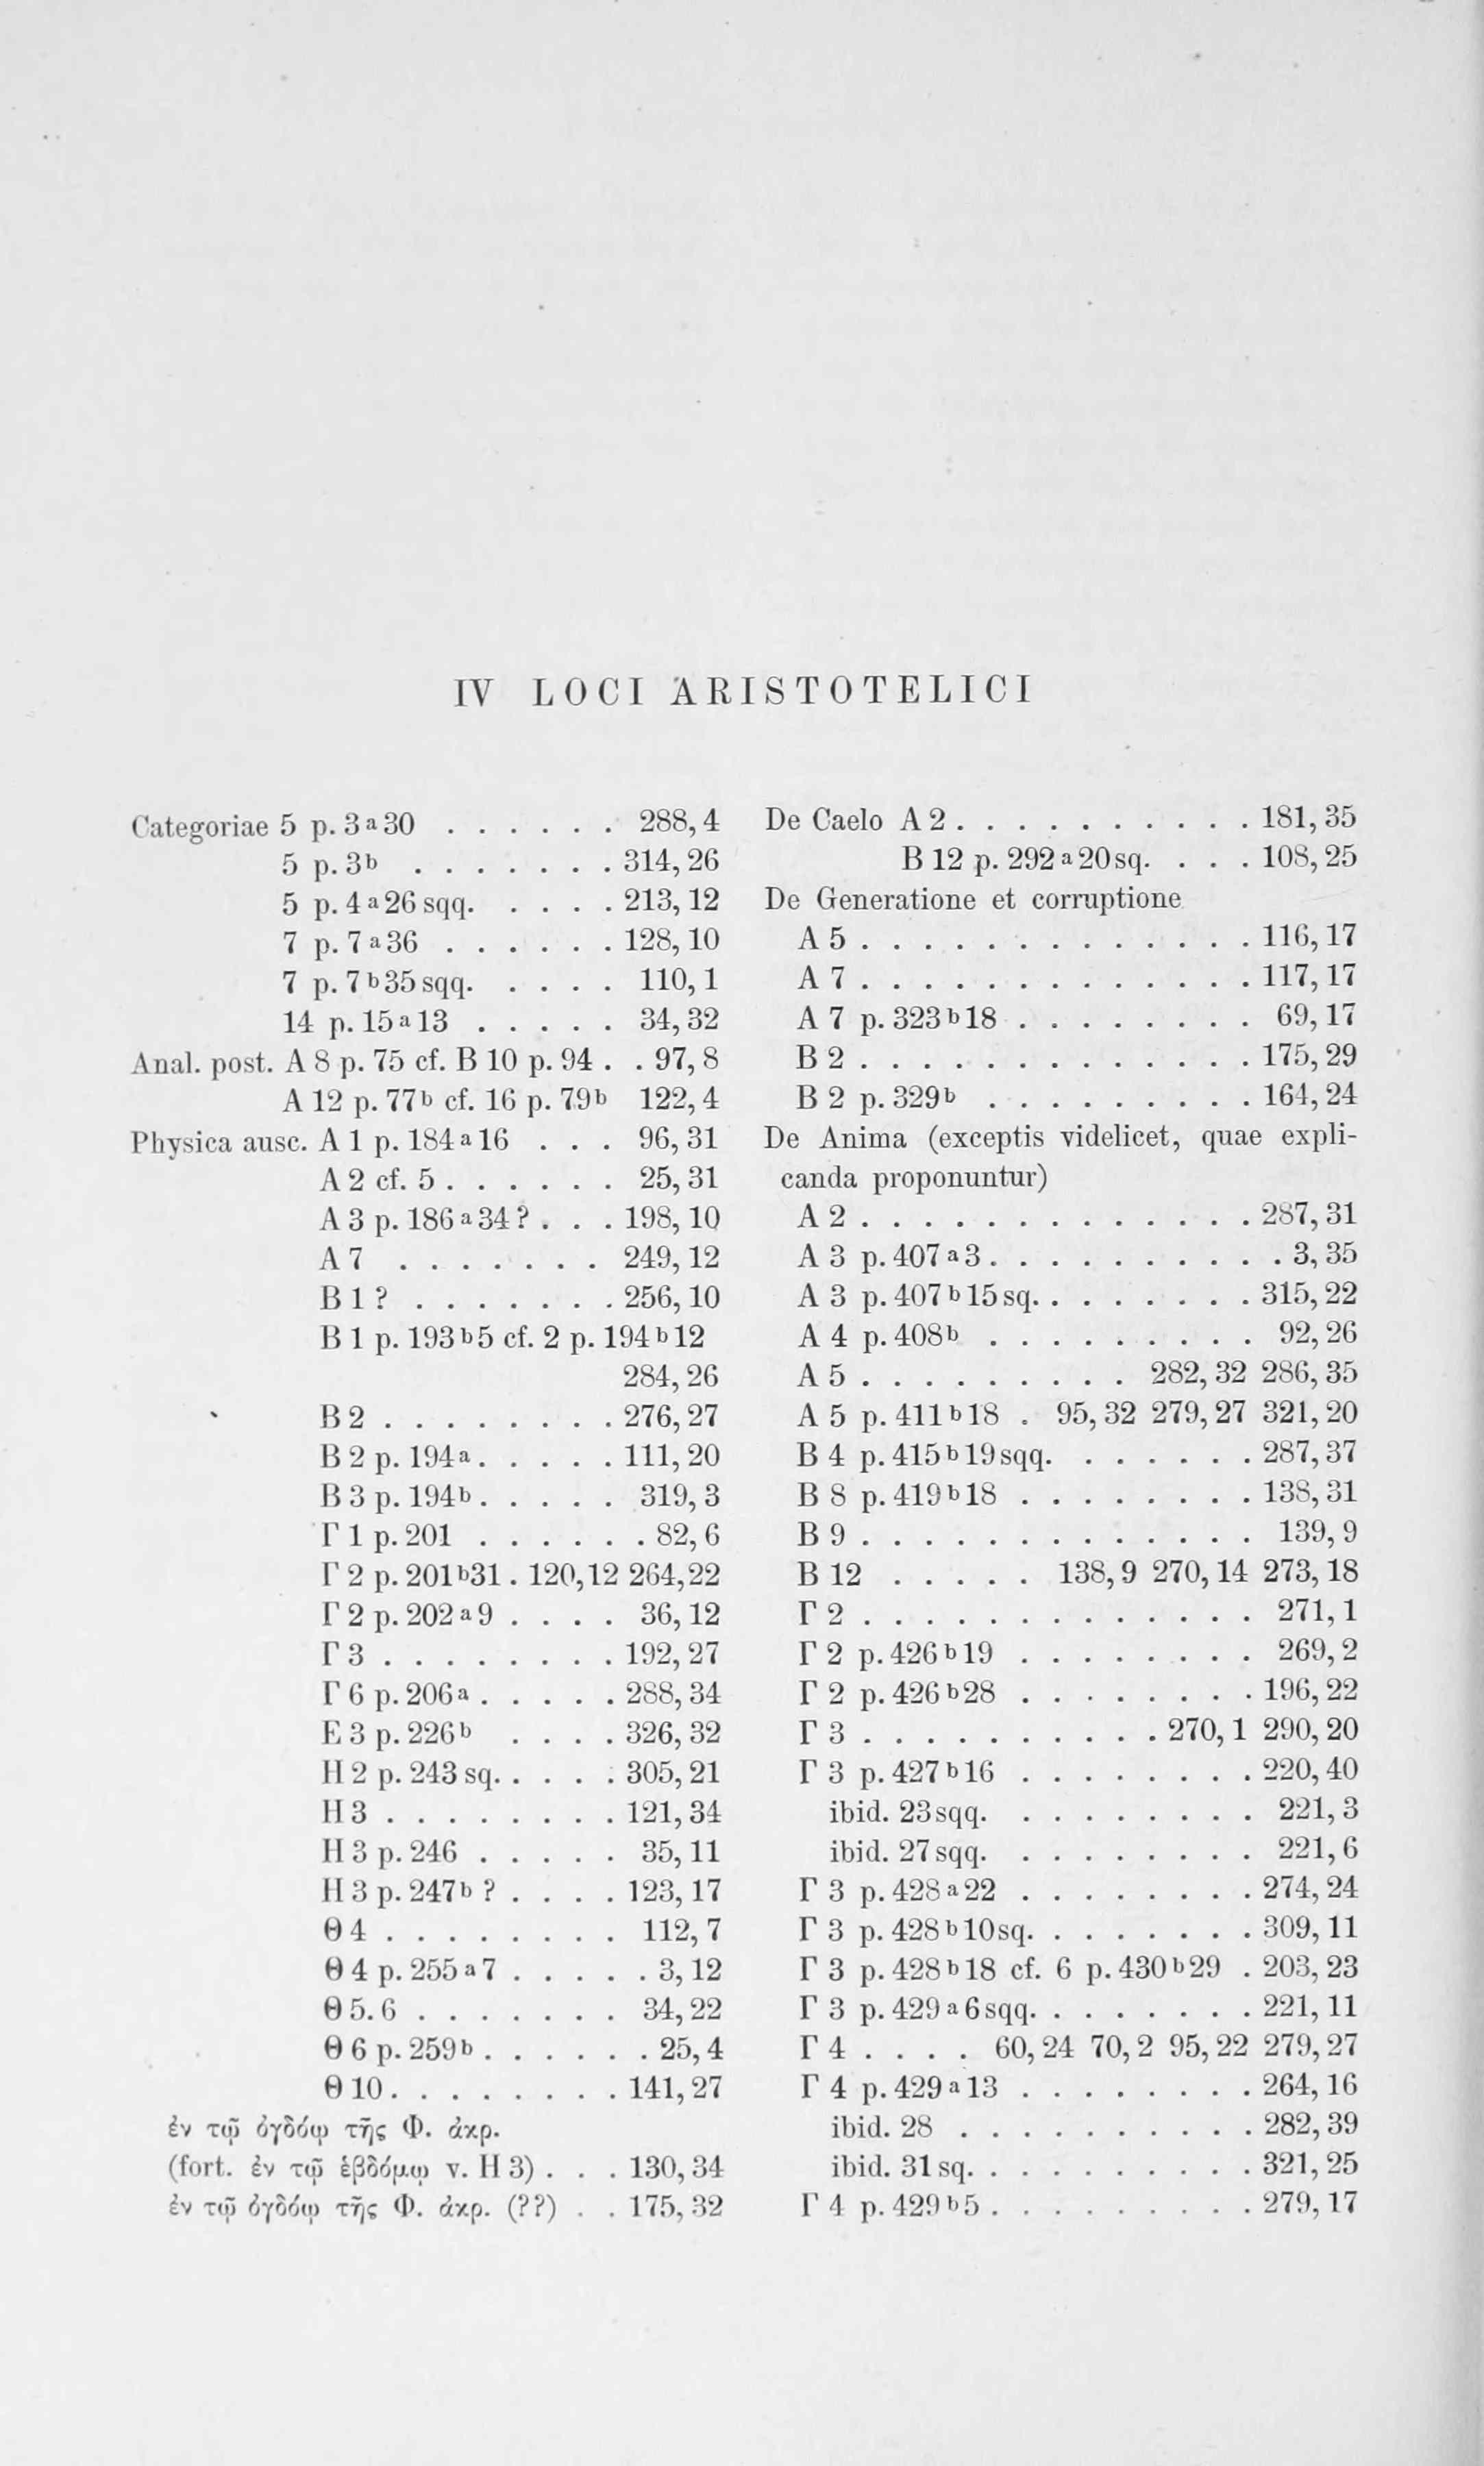 IV LOCI ARISTOTELICI
Categoriae 5 p. 3 a 30 . . . . . . 288, 4
5 p. 3 b . . . . . . . 314, 26
5 p. 4 a 26 sqq. . . . . 213, 12
7 p. 7 a 36 . . . . . . 128, 10
7 p. 7 b 35 sqq. . . . . 110, 1
14 p. 15 a 13 . . . . . 34, 32
Anal. post. A 8 p. 75 cf. B 10 p. 94 . . 97, 8
A 12 p. 77 b cf. 16 p. 79 b 122, 4
Physica ausc. A 1 p. 184 a 16 . . . 96, 31
A 2 cf. 5 . . . . . . 25, 31
A 3 p. 186 a 34 ? . . . 198, 10
A 7 . . . . . . . 249, 12
B 1 ? . . . . . . . 256, 10
B 1 p. 193 b 5 cf. 2 p. 194 b 12
284, 26
B 2 . . . . . . . . 276, 27
B 2 p. 194 a . . . . . 111, 20
B 3 p. 194 b . . . . . 319, 3
Γ 1 p. 201 . . . . . . 82, 6
Γ 2 p. 201 b 31 . 120, 12 264, 22
Γ 2 p. 202 a 9 . . . . 36, 12
Γ 3 . . . . . . . . 192, 27
Γ 6 p. 206 a . . . . . 288, 34
E 3 p. 226 b . . . . 326, 32
H 2 p. 243 sq. . . . . 305, 21
H 3 . . . . . . . . 121, 34
H 3 p. 246 . . . . . 35, 11
H 3 p. 247 b ? . . . . 123, 17
Θ 4 . . . . . . . . 112, 7
Θ 4 p. 255 a 7 . . . . . 3, 12
Θ 5. 6 . . . . . . . 34, 22
Θ 6 p. 259 b . . . . . . 25, 4
Θ 10 . . . . . . . . 141, 27
ἐν τῷ ὀγδόῳ τῆς Φ. ἀκρ.
(fort. ἐν τῷ ἑβδόμῳ v. H 3) . . . 130, 34
ἐν τῷ ὀγδόῳ τῆς Φ. ἀκρ. (??) . . 175, 32
De Caelo A 2 . . . . . . . . . . 181, 35
B 12 p. 292 a 20 sq. . . . 108, 25
De Generatione et corruptione
A 5 . . . . . . . . . . . . . 116, 17
A 7 . . . . . . . . . . . . . 117, 17
A 7 p. 323 b 18 . . . . . . . . 69, 17
B 2 . . . . . . . . . . . . . 175, 29
B 2 p. 329 b . . . . . . . . . 164, 24
De Anima (exceptis videlicet, quae expli-
canda proponuntur)
A 2 . . . . . . . . . . . . . 287, 31
A 3 p. 407 a 3 . . . . . . . . . . 3, 35
A 3 p. 407 b 15 sq. . . . . . . . 315, 22
A 4 p. 408 b . . . . . . . . . 92, 26
A 5 . . . . . . . . . 282, 32 286, 35
A 5 p. 411 b 18 . 95, 32 279, 27 321, 20
B 4 p. 415 b 19 sqq. . . . . . . 287, 37
B 8 p. 419 b 18 . . . . . . . . 138, 31
B 9 . . . . . . . . . . . . . 139, 9
B 12 . . . . . 138, 9 270, 14 273, 18
Γ 2 . . . . . . . . . . . . . 271, 1
Γ 2 p. 426 b 19 . . . . . . . . 269, 2
Γ 2 p. 426 b 28 . . . . . . . . 196, 22
Γ 3 . . . . . . . . . . 270, 1 290, 20
Γ 3 p. 427 b 16 . . . . . . . . 220, 40
ibid. 23 sqq. . . . . . . . . 221, 3
ibid. 27 sqq. . . . . . . . . 221, 6
Γ 3 p. 428 a 22 . . . . . . . . 274, 24
Γ 3 p. 428 b 10 sq. . . . . . . . 309, 11
Γ 3 p. 428 b 18 cf. 6 p. 430 b 29 . 203, 23
Γ 3 p. 429 a 6 sqq. . . . . . . . 221, 11
Γ 4 . . . . 60, 24 70, 2 95, 22 279, 27
Γ 4 p. 429 a 13 . . . . . . . . 264, 16
ibid. 28 . . . . . . . . . . 282, 39
ibid. 31 sq. . . . . . . . . . 321, 25
Γ 4 p. 429 b 5 . . . . . . . . . 279, 17